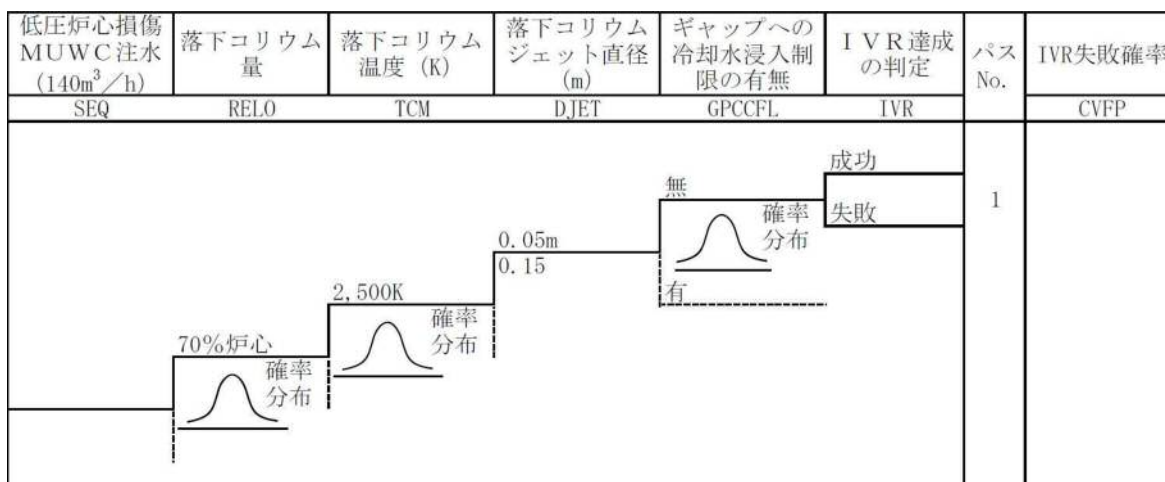 低圧炉心損傷
MUWC注水
(140m³/h)
落下コリウム
量
落下コリウム
温度 (K)
落下コリウム
ジェット直径
(m)
ギャップへの
冷却水浸入制
限の有無
IVR達成
の判定
パス
No.
IVR失敗確率
SEQ
RELO
TCM
DJET
GPCCFL
IVR
CVFP
成功
無
1
確率
分布
失敗
0.05m
0.15
有
2,500K
確率
分布
70%炉心
確率
分布